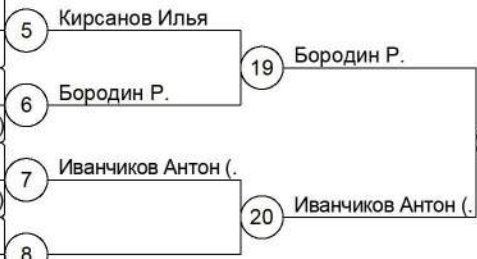 5 Кирсанов Илья
6 Бородин Р.
19 Бородин Р.
7 Иванчиков Антон (.
20 Иванчиков Антон (.
8